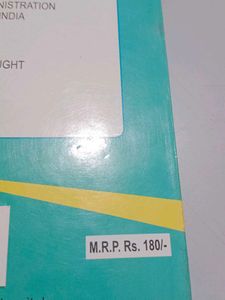 NISTRATION
INDIA
UGHT
M.R.P. Rs. 180/-